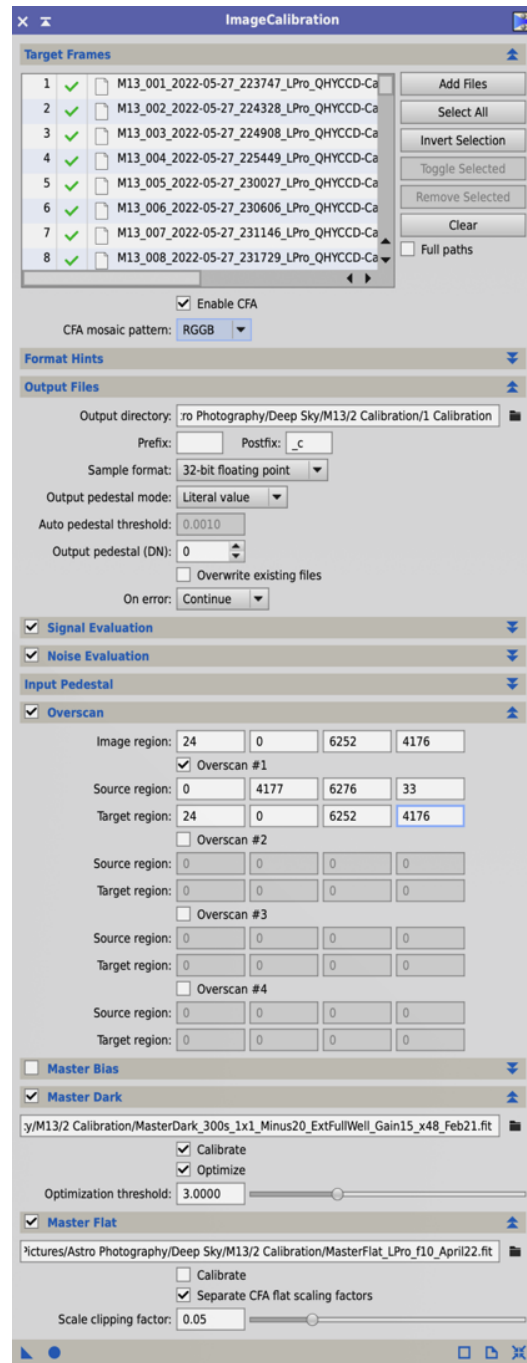 ImageCalibration
Target Frames
1 M13_001_2022-05-27_223747_LPro_QHYCCD-Ca
2 M13_002_2022-05-27_224328_LPro_QHYCCD-Ca
3 M13_003_2022-05-27_224908_LPro_QHYCCD-Ca
4 M13_004_2022-05-27_225449_LPro_QHYCCD-Ca
5 M13_005_2022-05-27_230027_LPro_QHYCCD-Ca
6 M13_006_2022-05-27_230606_LPro_QHYCCD-Ca
7 M13_007_2022-05-27_231146_LPro_QHYCCD-Ca
8 M13_008_2022-05-27_231729_LPro_QHYCCD-Ca
Add Files
Select All
Invert Selection
Toggle Selected
Remove Selected
Clear
Full paths
Enable CFA
CFA mosaic pattern: RGGB
Format Hints
Output Files
Output directory: :ro Photography/Deep Sky/M13/2 Calibration/1 Calibration
Prefix: Postfix: _c
Sample format: 32-bit floating point
Output pedestal mode: Literal value
Auto pedestal threshold: 0.0010
Output pedestal (DN): 0
Overwrite existing files
On error: Continue
Signal Evaluation
Noise Evaluation
Input Pedestal
Overscan
Image region: 24 0 6252 4176
Overscan #1
Source region: 0 4177 6276 33
Target region: 24 0 6252 4176
Overscan #2
Source region: 0 0 0 0
Target region: 0 0 0 0
Overscan #3
Source region: 0 0 0 0
Target region: 0 0 0 0
Overscan #4
Source region: 0 0 0 0
Target region: 0 0 0 0
Master Bias
Master Dark
:y/M13/2 Calibration/MasterDark_300s_1x1_Minus20_ExtFullWell_Gain15_x48_Feb21.fit
Calibrate
Optimize
Optimization threshold: 3.0000
Master Flat
Pictures/Astro Photography/Deep Sky/M13/2 Calibration/MasterFlat_LPro_f10_April22.fit
Calibrate
Separate CFA flat scaling factors
Scale clipping factor: 0.05